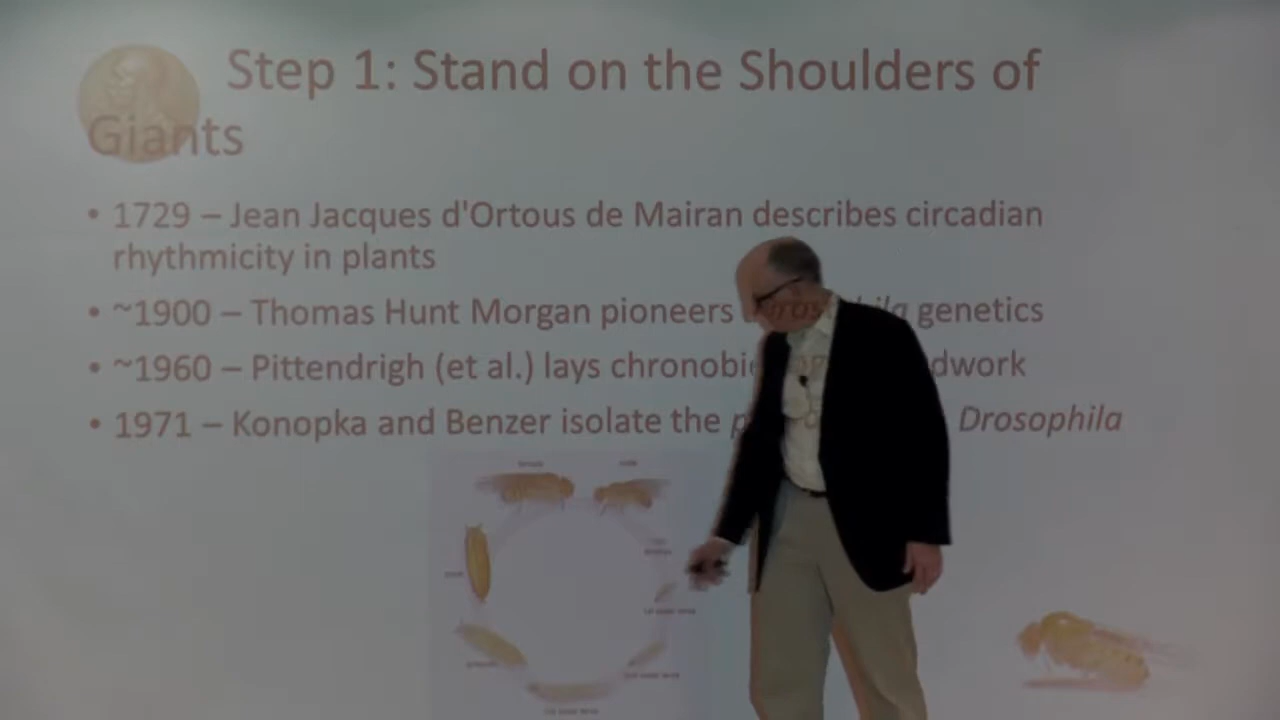 Step 1: Stand on the Shoulders of
Giants
• 1729 – Jean Jacques d'Ortous de Mairan describes circadian
rhythmicity in plants
• ~1900 – Thomas Hunt Morgan pioneers genetics
• ~1960 – Pittendrigh (et al.) lays
• 1971 – Konopka and Benzer isolate the Drosophila